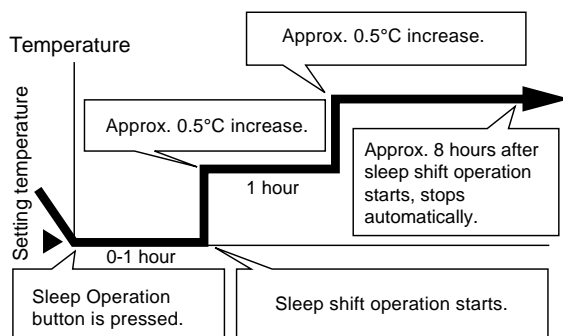 Temperature
Approx. 0.5°C increase.
Approx. 0.5°C increase.
Setting temperature
1 hour
Approx. 8 hours after
sleep shift operation
starts, stops
automatically.
0-1 hour
Sleep Operation
button is pressed.
Sleep shift operation starts.